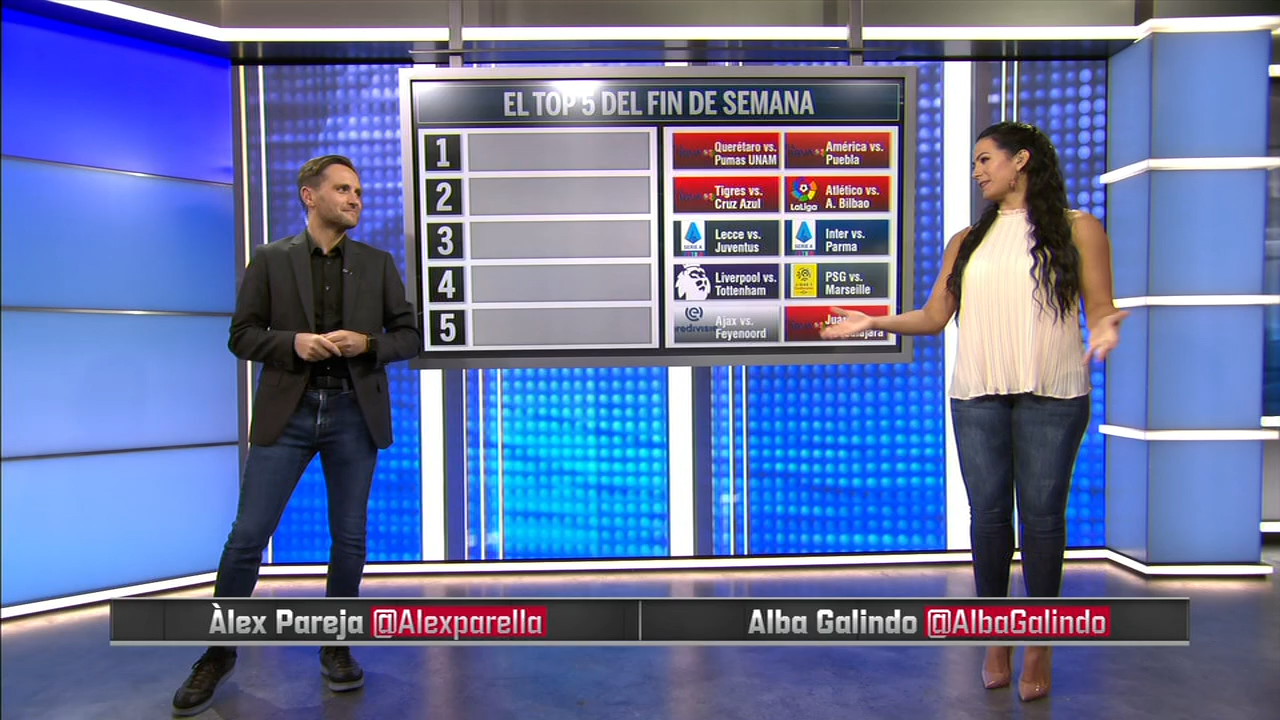 EL TOP 5 DEL FIN DE SEMANA
1
2
3
4
5
Querétaro vs.
Pumas UNAM
América vs.
Puebla
Tigres vs.
Cruz Azul
LaLiga
Atlético vs.
A. Bilbao
SERIE A
Lecce vs.
Juventus
SERIE A
Inter vs.
Parma
Liverpool vs.
Tottenham
PSG vs.
Marseille
Ajax vs.
Feyenoord
Àlex Pareja @Alexparella
Alba Galindo @AlbaGalindo